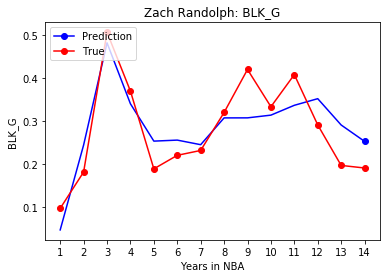 Zach Randolph: BLK_G
Prediction
True
0.5
0.4
0.3
0.2
0.1
BLK_G
1 2 3 4 5 6 7 8 9 10 11 12 13 14
Years in NBA